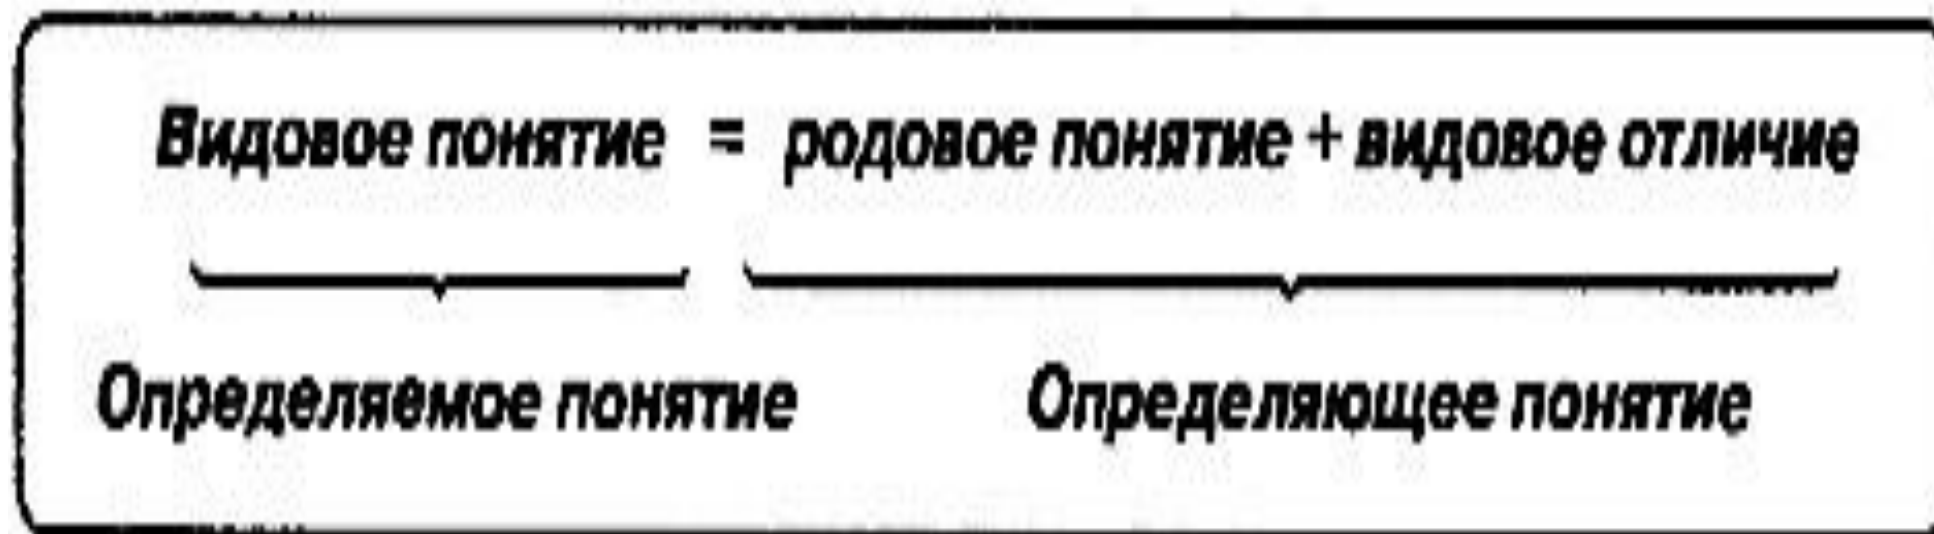 Видовое понятие = родовое понятие + видовое отличие
Определяемое понятие Определяющее понятие